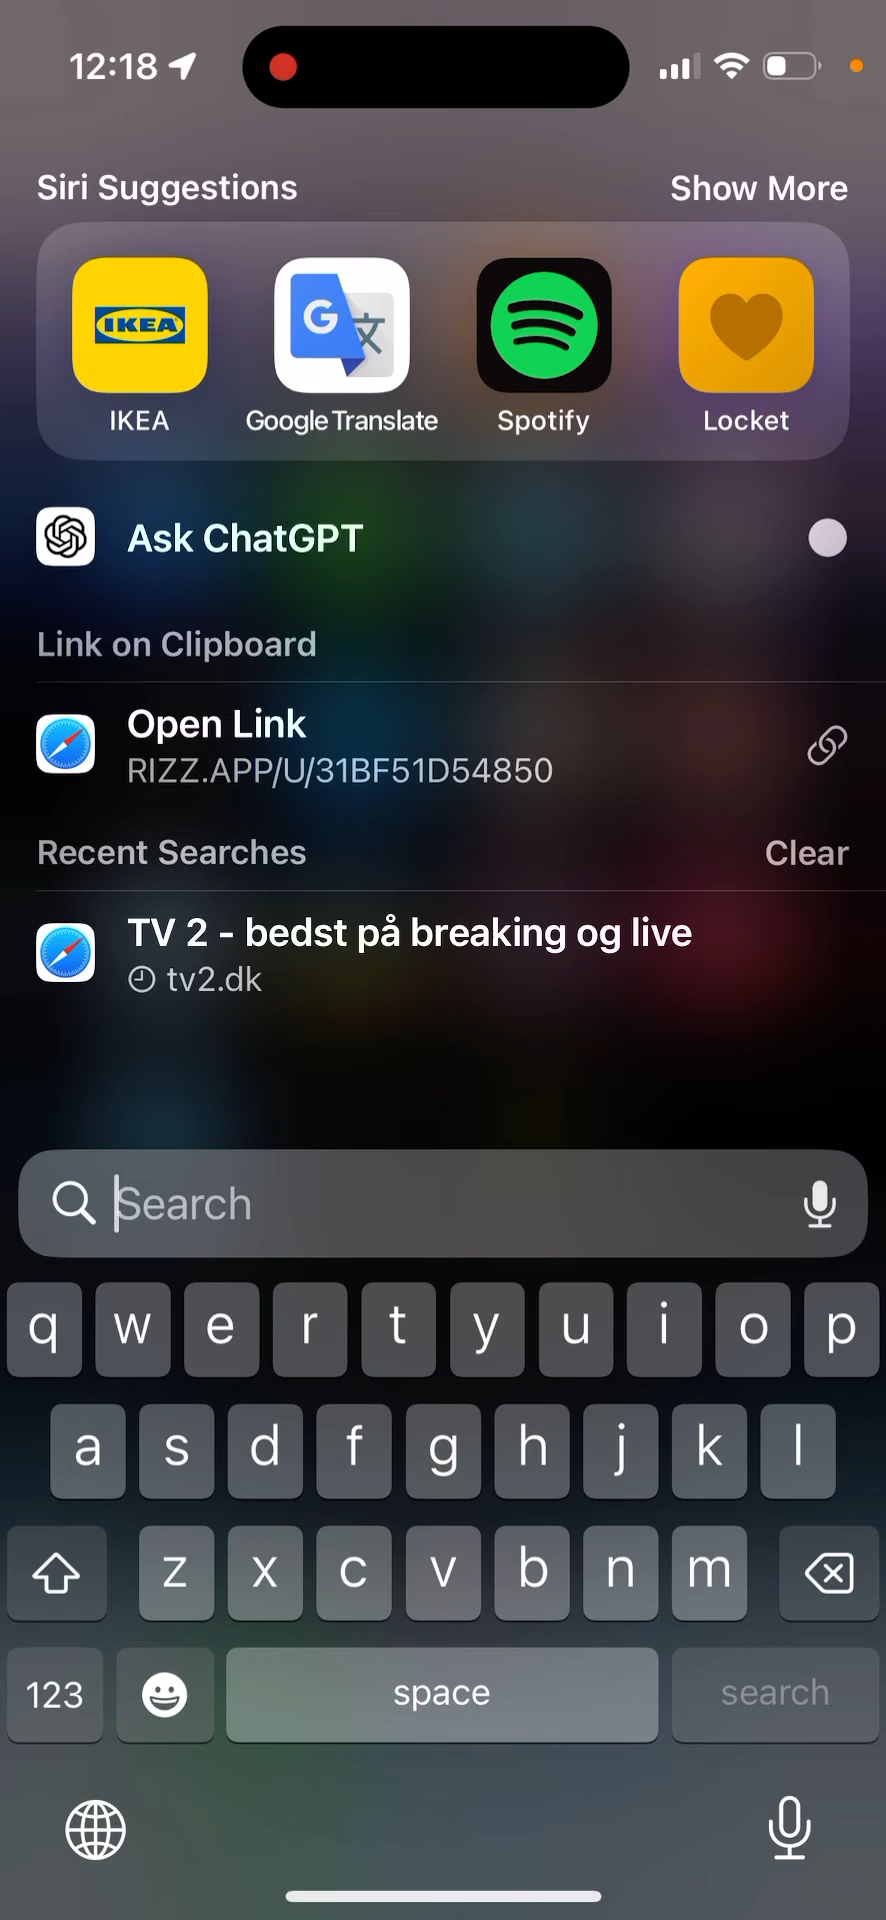 12:18
Siri Suggestions Show More
IKEA
G 文
IKEA Google Translate Spotify Locket
Ask ChatGPT
Link on Clipboard
Open Link
RIZZ.APP/U/31BF51D54850
Recent Searches Clear
TV 2 - bedst på breaking og live
tv2.dk
Search
q w e r t y u i o p
a s d f g h j k l
z x c v b n m
123 space search